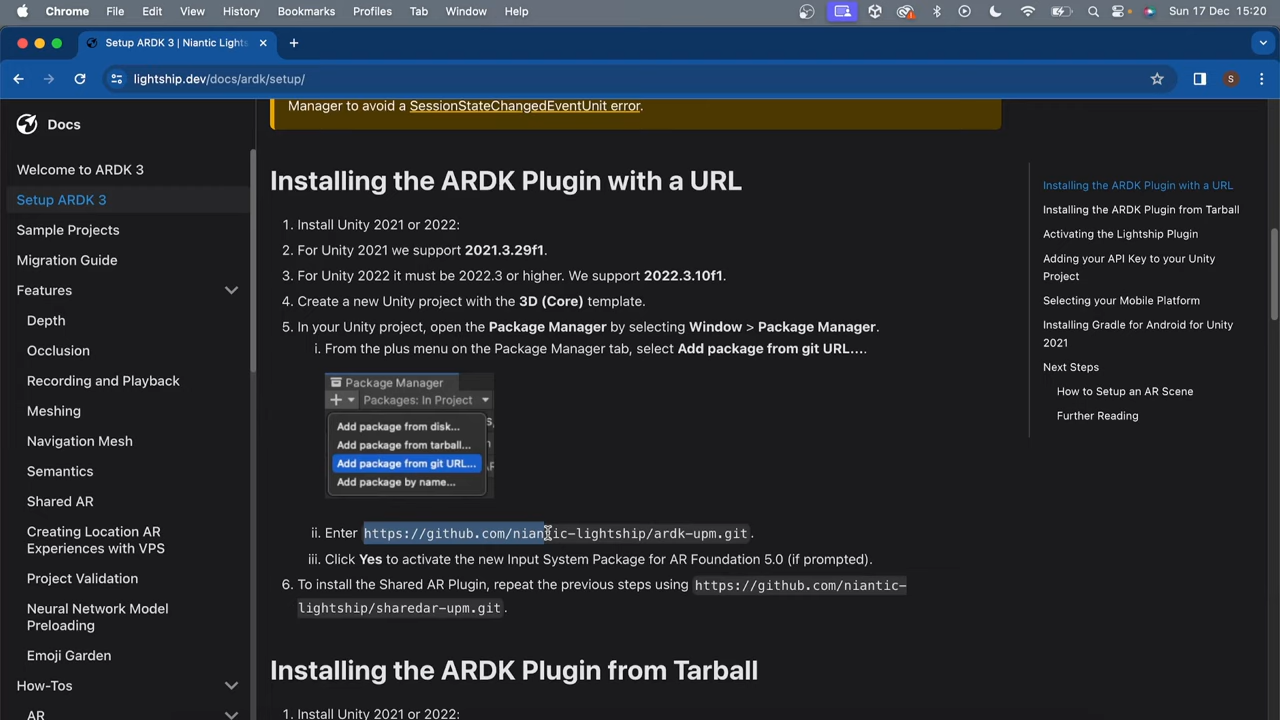 Chrome File Edit View History Bookmarks Profiles Tab Window Help Sun 17 Dec 15:20
Setup ARDK 3 | Niantic Lights
lightship.dev/docs/ardk/setup/ S
Docs
Welcome to ARDK 3
Setup ARDK 3
Sample Projects
Migration Guide
Features
Depth
Occlusion
Recording and Playback
Meshing
Navigation Mesh
Semantics
Shared AR
Creating Location AR
Experiences with VPS
Player Validation
Neural Network Model
Preloading
Emoji Garden
How-Tos
AR
Manager to avoid a SessionStateChangedEventUnit error.
Installing the ARDK Plugin with a URL
1. Install Unity 2021 or 2022:
2. For Unity 2021 we support 2021.3.29f1.
3. For Unity 2022 it must be 2022.3 or higher. We support 2022.3.10f1.
4. Create a new Unity project with the 3D (Core) template.
5. In your Unity project, open the Package Manager by selecting Window > Package Manager.
i. From the plus menu on the Package Manager tab, select Add package from git URL....
Package Manager
+ Packages: In Project
Add package from disk...
Add package from tarball...
Add package from git URL...
Add package by name...
ii. Enter https://github.com/niantic-lightship/ardk-upm.git.
iii. Click Yes to activate the new Input System Package for AR Foundation 5.0 (if prompted).
6. To install the Shared AR Plugin, repeat the previous steps using https://github.com/niantic-
lightship/sharedar-upm.git.
Installing the ARDK Plugin from Tarball
1. Install Unity 2021 or 2022:
Installing the ARDK Plugin with a URL
Installing the ARDK Plugin from Tarball
Activating the Lightship Plugin
Adding your API Key to your Unity
Project
Selecting your Mobile Platform
Installing Gradle for Android for Unity
2021
Next Steps
How to Setup an AR Scene
Further Reading